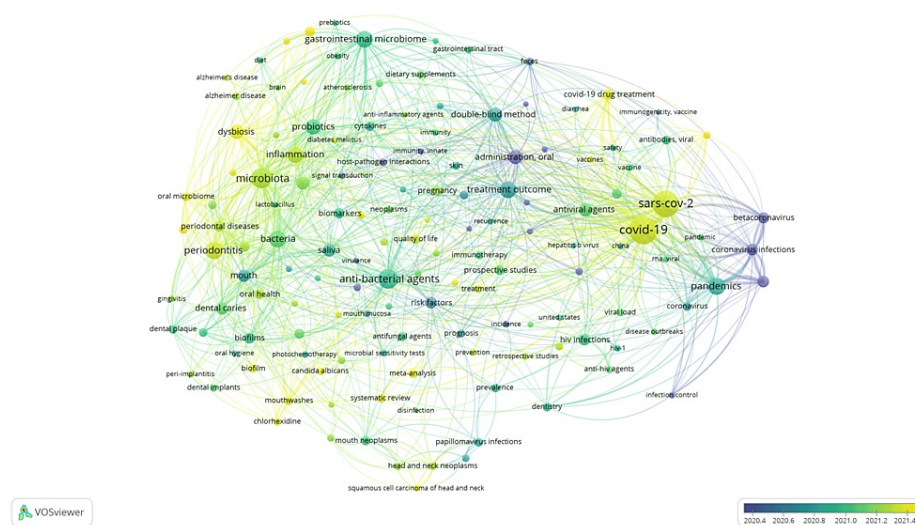 prebiotics
gastrointestinal microbiome
gastrointestinal tract
obesity
diet
feces
alzheimer's disease
brain
dietary supplements
atherosclerosis
alzheimer disease
covid-19 drug treatment
diarrhea
immunogenicity, vaccine
anti-inflammatory agents
double-blind method
probiotics
cytokines
dysbiosis
immunity
diabetes mellitus
antibodies, viral
safety
immunity, innate
inflammation
host-pathogen interactions
skin
administration, oral
vaccines
vaccine
microbiota
signal transduction
pregnancy
treatment outcome
oral microbiome
lactobacillus
biomarkers
neoplasms
antiviral agents
sars-cov-2
betacoronavirus
periodontal diseases
recurrence
covid-19
bacteria
quality of life
pandemic
periodontitis
saliva
hepatitis b virus
china
coronavirus infections
virulence
immunotherapy
rna, viral
mouth
anti-bacterial agents
prospective studies
treatment
pandemics
oral health
gingivitis
risk factors
dental caries
mouth mucosa
viral load
coronavirus
united states
dental plaque
incidence
disease outbreaks
biofilms
antifungal agents
prognosis
hiv infections
hiv-1
oral hygiene
photochemotherapy
microbial sensitivity tests
prevention
retrospective studies
biofilm
candida albicans
meta-analysis
anti-hiv agents
peri-implantitis
dental implants
prevalence
infection control
mouthwashes
systematic review
disinfection
dentistry
chlorhexidine
mouth neoplasms
papillomavirus infections
head and neck neoplasms
squamous cell carcinoma of head and neck
VOSviewer
2020.4 2020.6 2020.8 2021.0 2021.2 2021.4